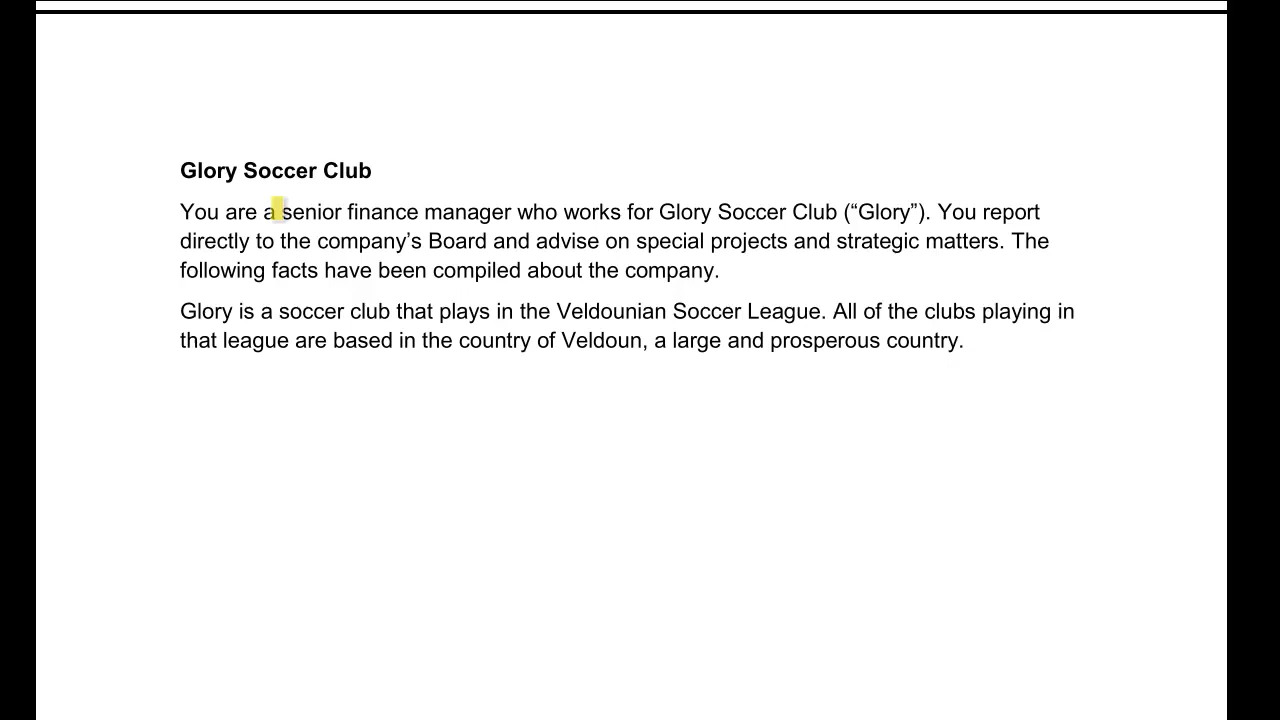 Glory Soccer Club
You are a senior finance manager who works for Glory Soccer Club (“Glory”). You report
directly to the company’s Board and advise on special projects and strategic matters. The
following facts have been compiled about the company.
Glory is a soccer club that plays in the Veldounian Soccer League. All of the clubs playing in
that league are based in the country of Veldoun, a large and prosperous country.